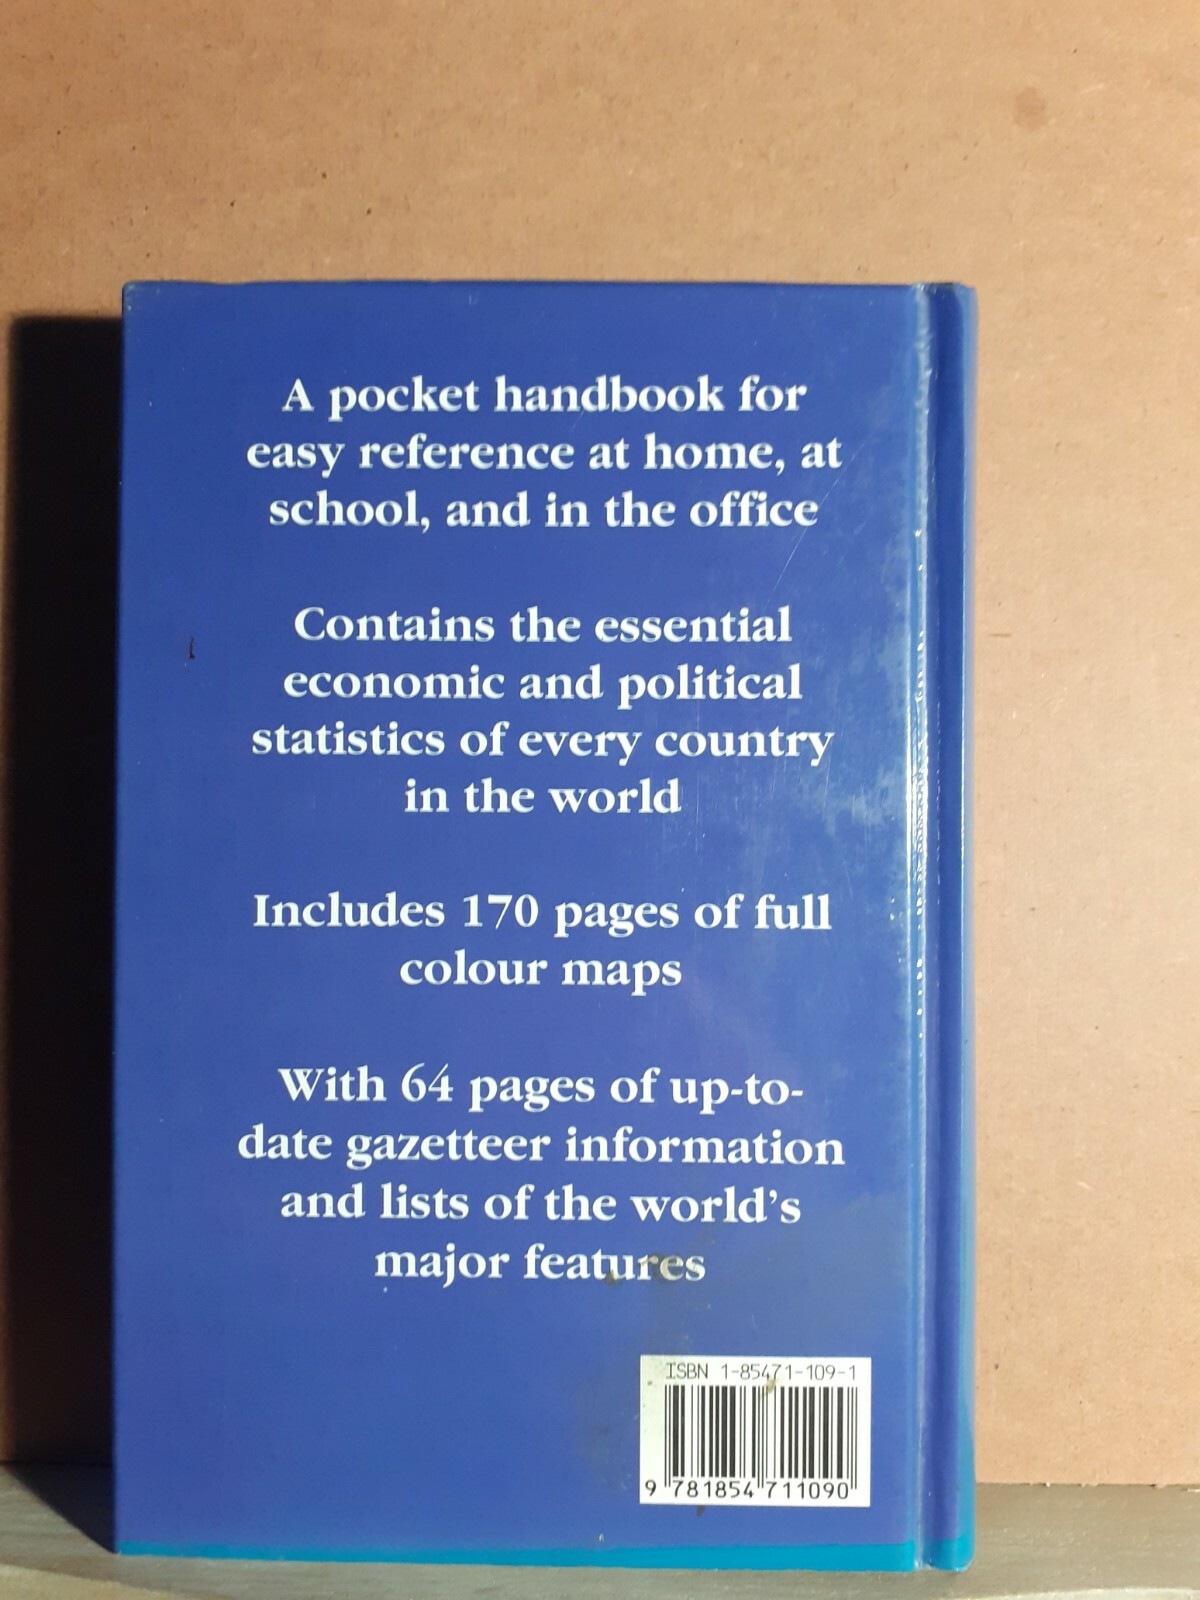 A pocket handbook for
easy reference at home, at
school, and in the office
Contains the essential
economic and political
statistics of every country
in the world
Includes 170 pages of full
colour maps
With 64 pages of up-to-
date gazetteer information
and lists of the world's
major features
ISBN 1-85471-109-1
9 781854 711090